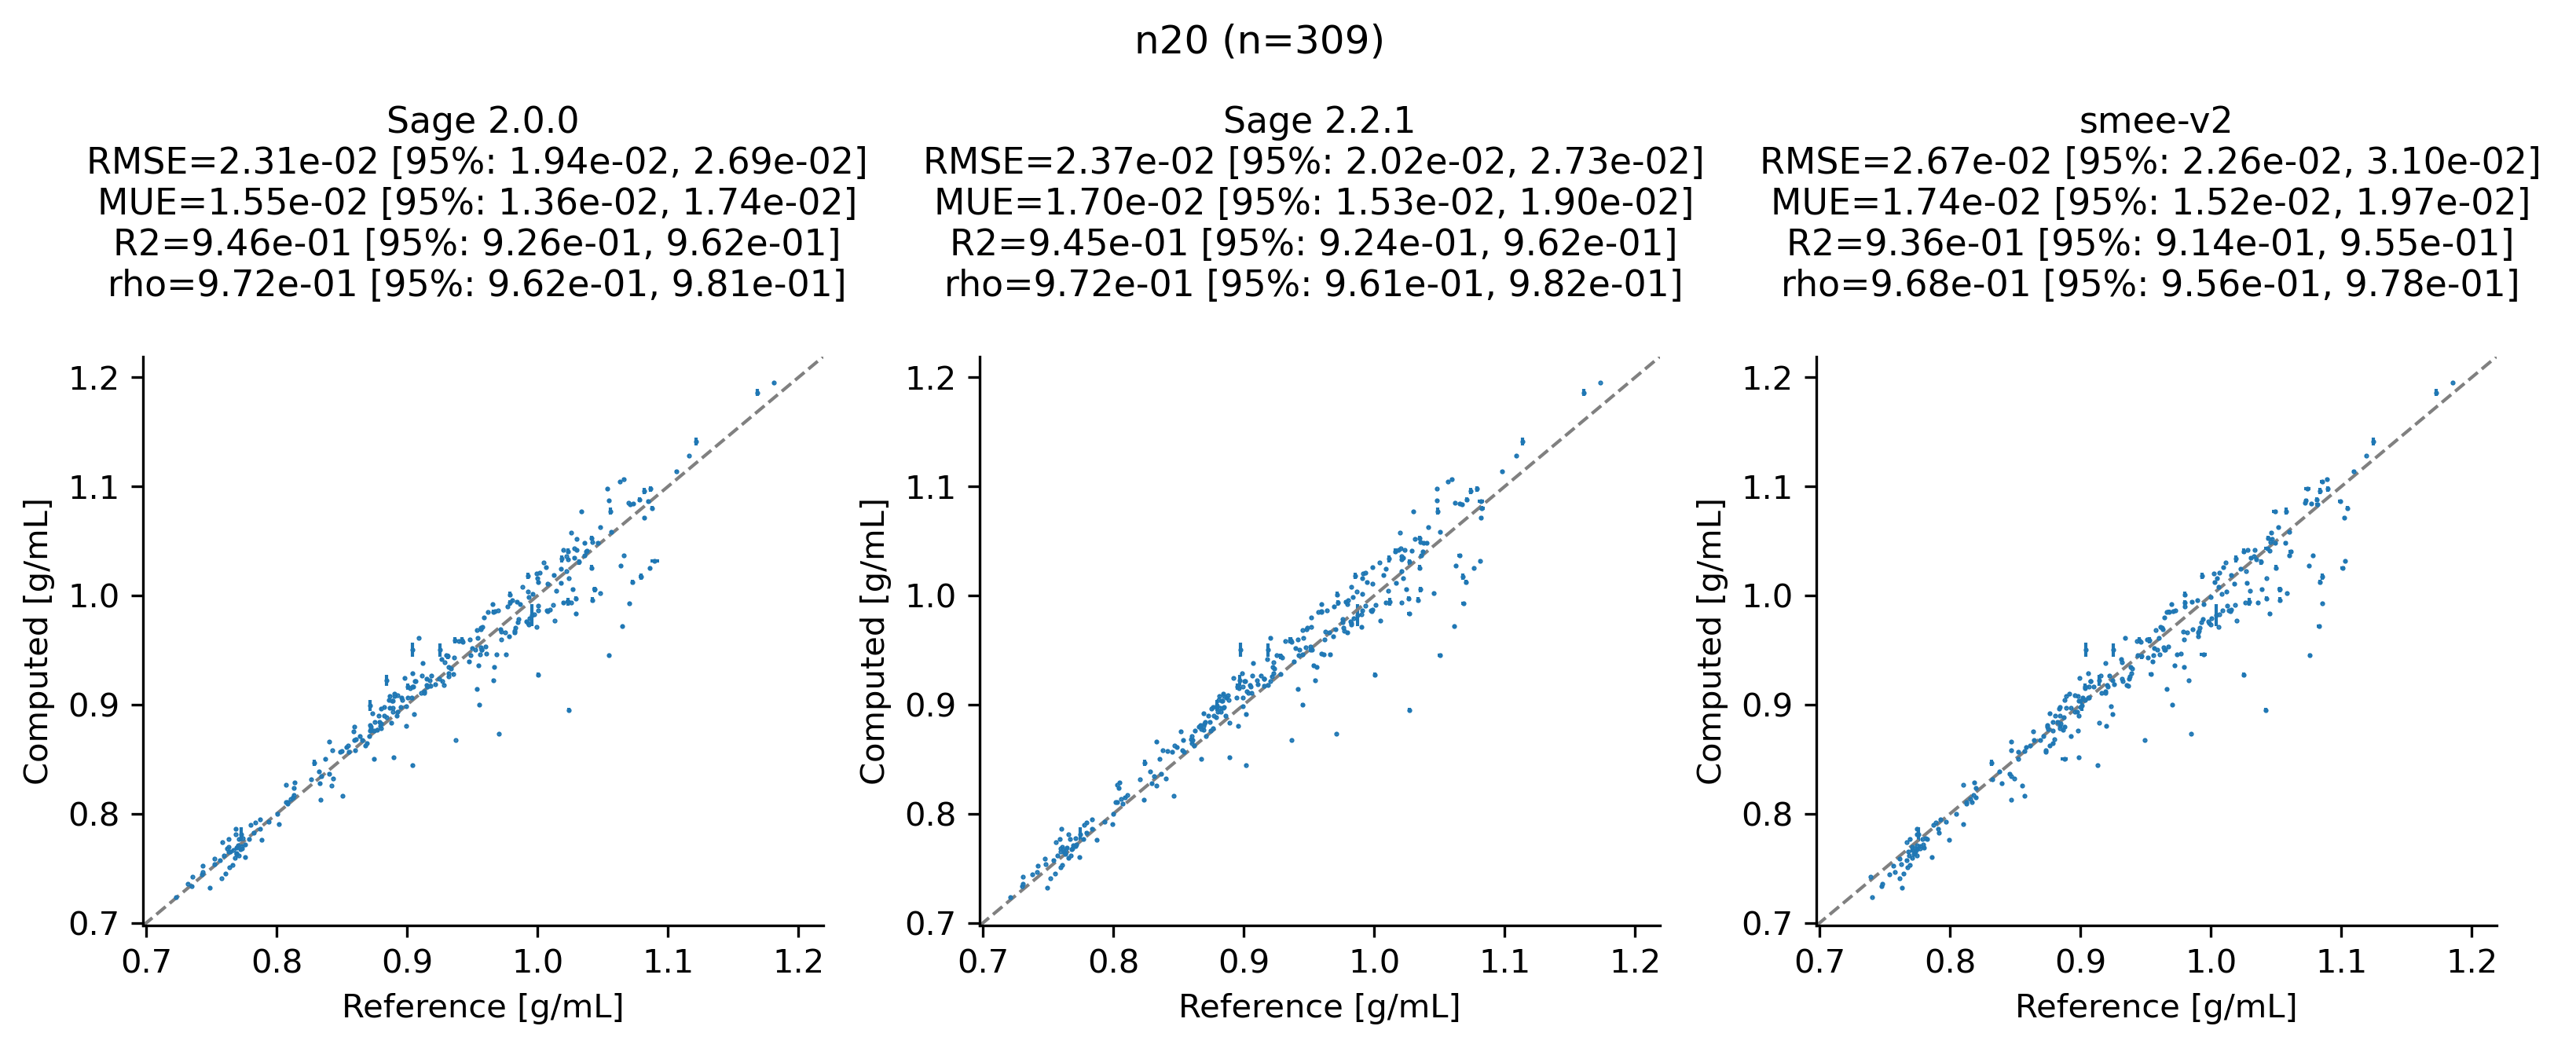 n20 (n=309)
Sage 2.0.0
RMSE=2.31e-02 [95%: 1.94e-02, 2.69e-02]
MUE=1.55e-02 [95%: 1.36e-02, 1.74e-02]
R2=9.46e-01 [95%: 9.26e-01, 9.62e-01]
rho=9.72e-01 [95%: 9.62e-01, 9.81e-01]
1.2
1.1
1.0
0.9
0.8
0.7
Computed [g/mL]
0.7 0.8 0.9 1.0 1.1 1.2
Reference [g/mL]
Sage 2.2.1
RMSE=2.37e-02 [95%: 2.02e-02, 2.73e-02]
MUE=1.70e-02 [95%: 1.53e-02, 1.90e-02]
R2=9.45e-01 [95%: 9.24e-01, 9.62e-01]
rho=9.72e-01 [95%: 9.61e-01, 9.82e-01]
1.2
1.1
1.0
0.9
0.8
0.7
Computed [g/mL]
0.7 0.8 0.9 1.0 1.1 1.2
Reference [g/mL]
smee-v2
RMSE=2.67e-02 [95%: 2.26e-02, 3.10e-02]
MUE=1.74e-02 [95%: 1.52e-02, 1.97e-02]
R2=9.36e-01 [95%: 9.14e-01, 9.55e-01]
rho=9.68e-01 [95%: 9.56e-01, 9.78e-01]
1.2
1.1
1.0
0.9
0.8
0.7
Computed [g/mL]
0.7 0.8 0.9 1.0 1.1 1.2
Reference [g/mL]